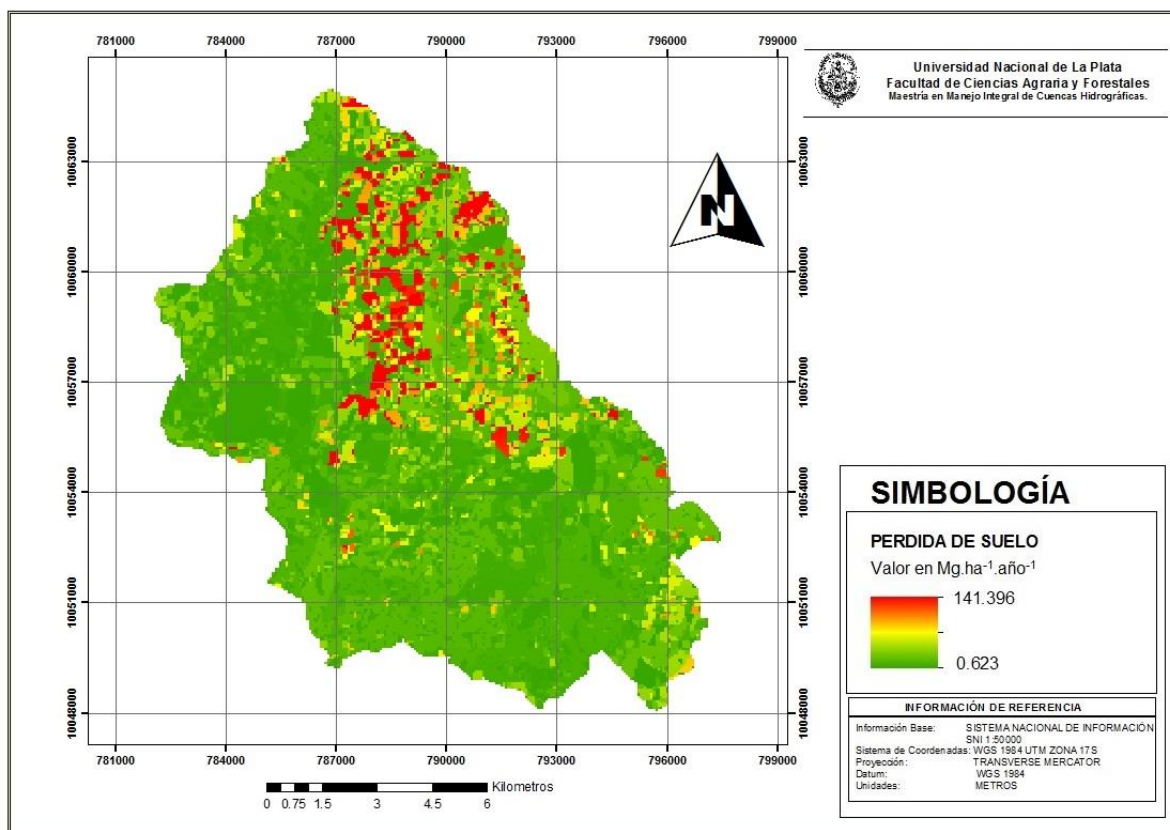 781000 784000 787000 790000 793000 796000 799000
Universidad Nacional de La Plata
Facultad de Ciencias Agraria y Forestales
Maestría en Manejo Integral de Cuencas Hidrográficas.
10063000 10063000
N
10060000 10060000
10057000 10057000
10054000 10054000
10051000 10051000
10048000 10048000
781000 784000 787000 790000 793000 796000 799000
Kilometros
0 0.75 1.5 3 4.5 6
SIMBOLOGÍA
PERDIDA DE SUELO
Valor en Mg.ha⁻¹.año⁻¹
141.396
0.623
INFORMACIÓN DE REFERENCIA
Información Base: SISTEMA NACIONAL DE INFORMACIÓN
SNI 1:50000
Sistema de Coordenadas: WGS 1984 UTM ZONA 17S
Proyección: TRANSVERSE MERCATOR
Datum: WGS 1984
Unidades: METROS